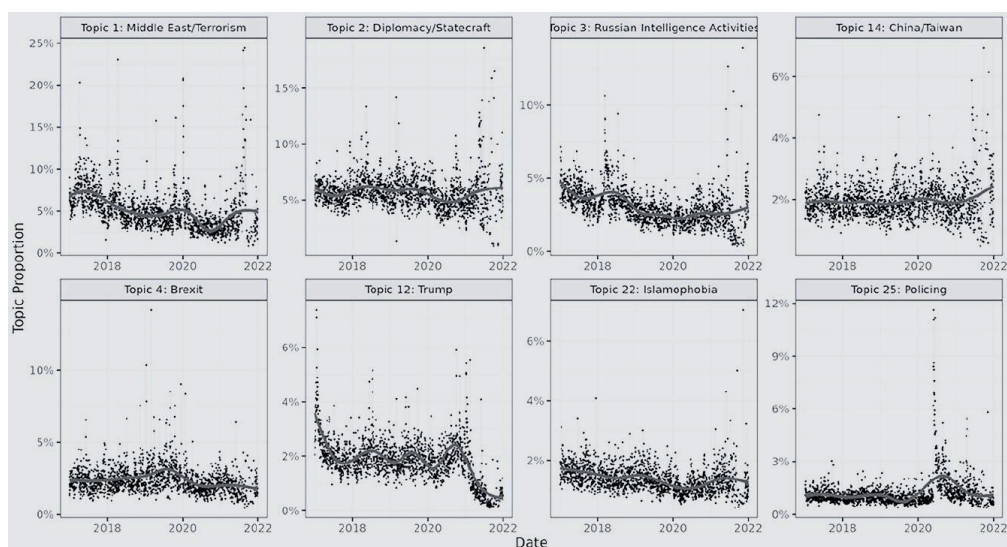 Topic 1: Middle East/Terrorism
Topic 2: Diplomacy/Statecraft
Topic 3: Russian Intelligence Activities
Topic 14: China/Taiwan
25%
20%
15%
10%
5%
0%
15%
10%
5%
10%
5%
0%
6%
4%
2%
2018 2020 2022
2018 2020 2022
2018 2020 2022
2018 2020 2022
Topic Proportion
Topic 4: Brexit
Topic 12: Trump
Topic 22: Islamophobia
Topic 25: Policing
10%
5%
0%
6%
4%
2%
0%
6%
4%
2%
12%
9%
6%
3%
0%
2018 2020 2022
2018 2020 2022
2018 2020 2022
2018 2020 2022
Date